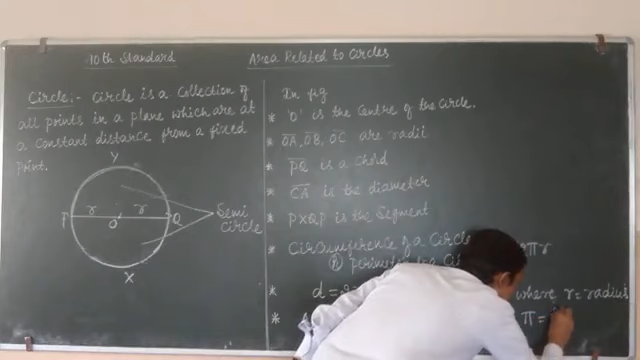 10th Standard
Area Related to Circles
Circle:- Circle is a Collection of
all points in a plane which are at
a constant distance from a fixed
point.
Y
P r r Q
O
X
Semi
Circle
In fig
* 'O' is the Centre of the Circle.
* OA, OB, OC are radii
* PQ is a Chord
* CA is the diameter
* PXQP is the Segment
* Circumference of a Circle 2πr
perimeter
* d = where r = radius
* π =